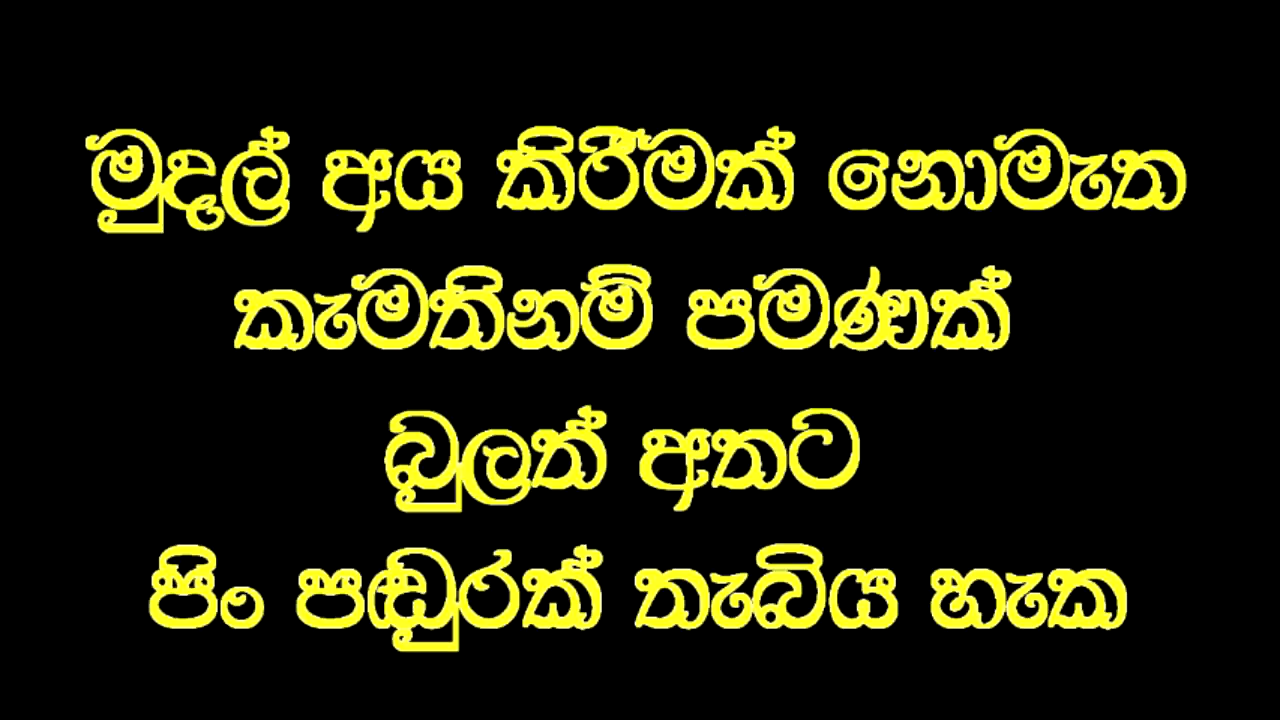 මුදල් අය කිරීමක් නොමැත
කැමතිනම් පමණක්
බුලත් අතට
පිං පඬුරක් තැබිය හැක